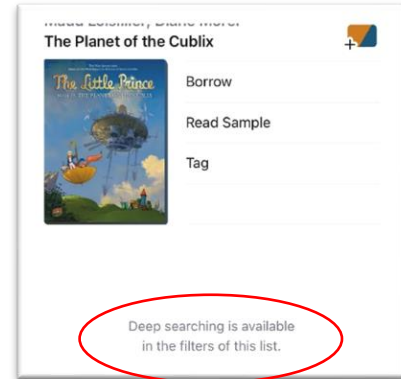 The Planet of the Cublix
The Little Prince
Borrow
Read Sample
Tag
Deep searching is available
in the filters of this list.